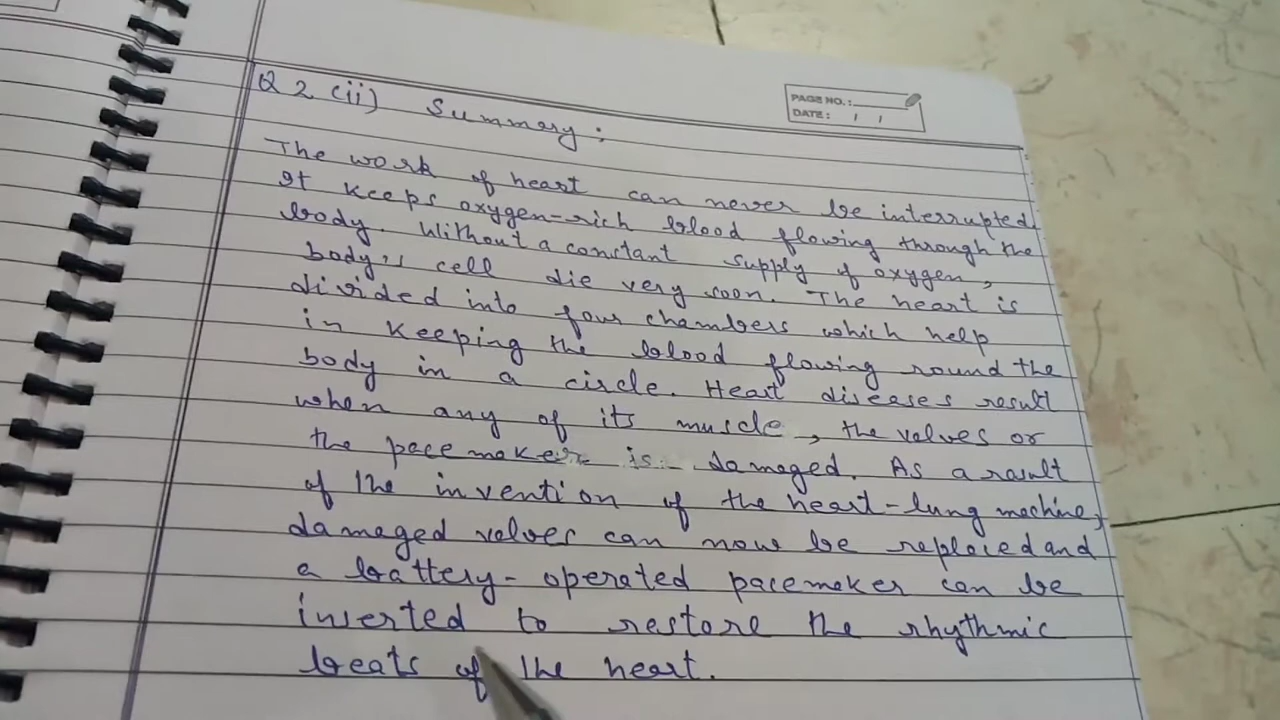 PAGE NO. :
DATE : / /
Q 2 (ii) Summary :
The work of heart can never be interrupted.
It keeps oxygen-rich blood flowing through the
body. Without a constant supply of oxygen,
body's cell die very soon. The heart is
divided into four chambers which help
in keeping the blood flowing round the
body in a circle. Heart diseases result
when any of its muscle, the valves or
the pacemaker is damaged. As a rasult
of the invention of the heart-lung machine,
damaged valves can now be replaced and
a battery-operated pacemaker can be
inserted to restore the rhythmic
beats of the heart.